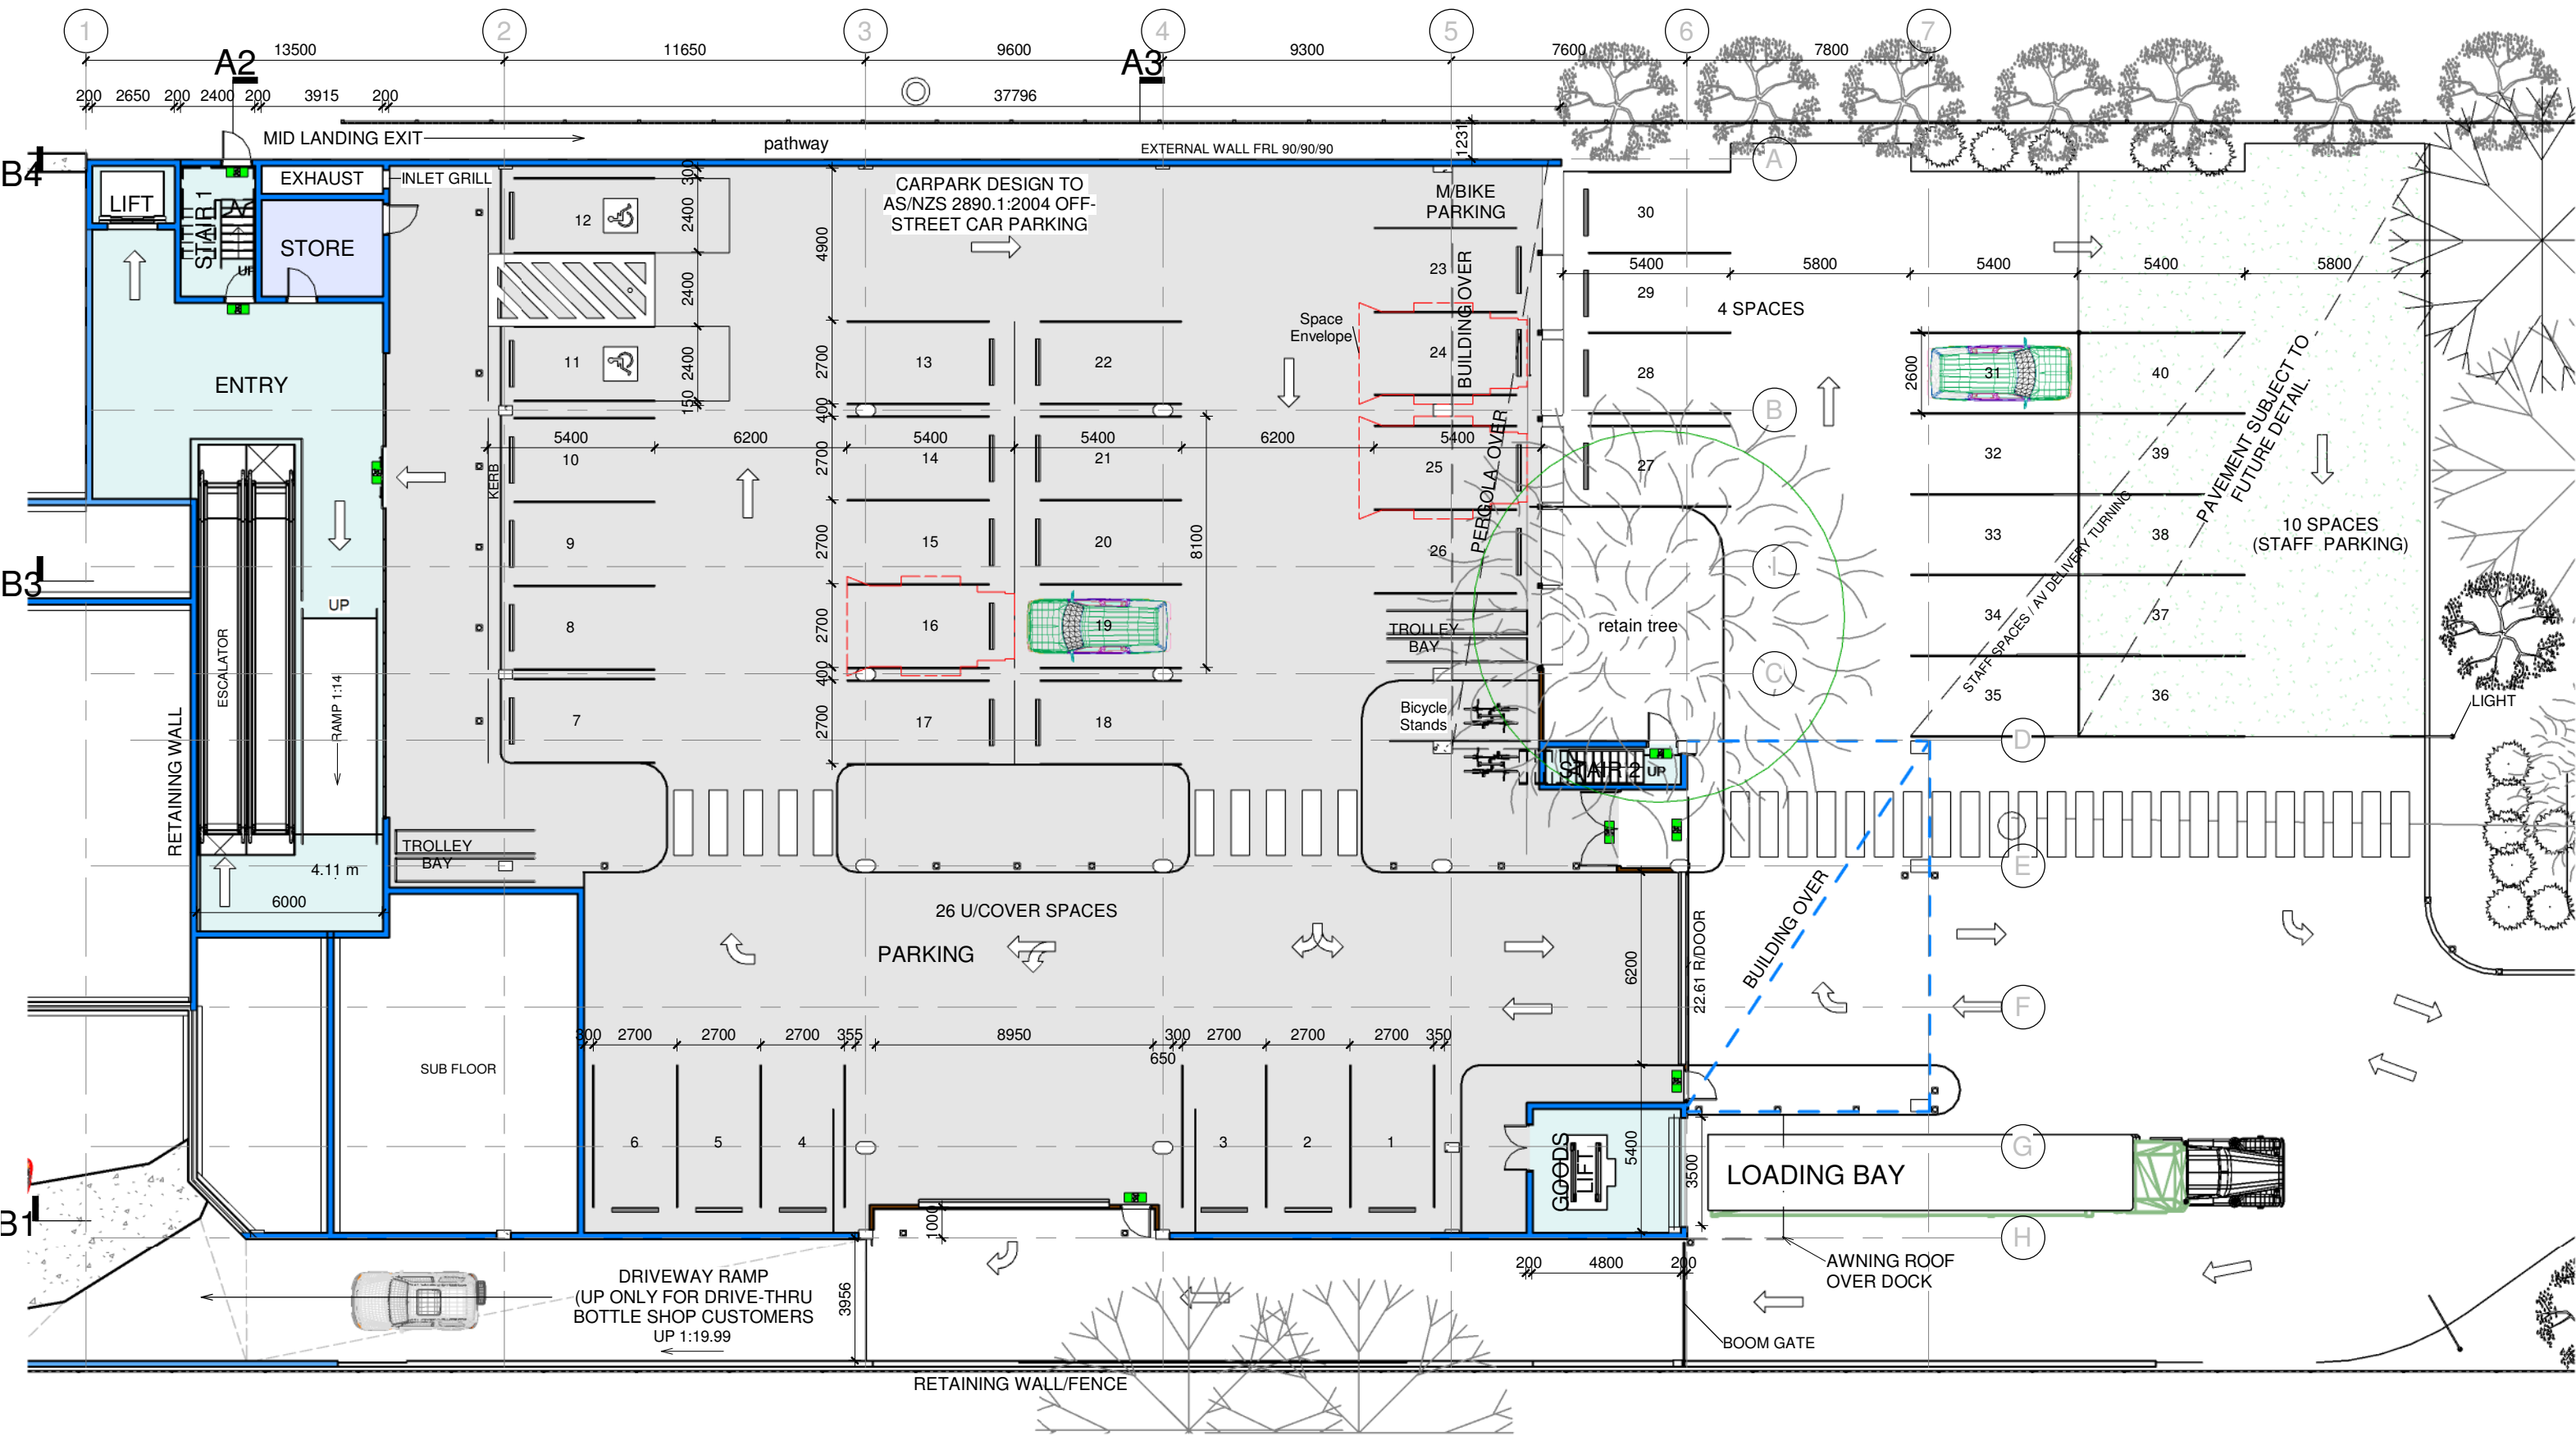 1
2
3
4
5
6
7
13500
11650
9600
9300
7600
7800
A2
A3
200
2650
200
2400
200
3915
200
37796
MID LANDING EXIT
pathway
EXTERNAL WALL FRL 90/90/90
1231
A
B4
LIFT
STAIR 1
UP
EXHAUST
INLET GRILL
STORE
ENTRY
12
11
300
2400
2400
2400
150
CARPARK DESIGN TO
AS/NZS 2890.1:2004 OFF-
STREET CAR PARKING
4900
2700
400
2700
2700
2700
400
2700
M/BIKE
PARKING
BUILDING OVER
Space
Envelope
PERGOLA OVER
13
22
23
24
25
26
30
29
28
27
4 SPACES
5400
5800
5400
5400
5800
2600
31
40
32
39
33
38
34
37
35
36
PAVEMENT SUBJECT TO
FUTURE DETAIL.
STAFF SPACES / AV DELIVERY TURNING
10 SPACES
(STAFF PARKING)
B
5400
6200
5400
5400
6200
5400
KERB
10
14
21
9
15
20
8100
8
16
19
7
17
18
I
C
D
E
F
G
H
B3
UP
ESCALATOR
RAMP 1:14
RETAINING WALL
retain tree
TROLLEY
BAY
Bicycle
Stands
STAIR 2
UP
LIGHT
TROLLEY
BAY
4.11 m
6000
26 U/COVER SPACES
PARKING
6200
22.61 R/DOOR
BUILDING OVER
SUB FLOOR
300
2700
2700
2700
355
8950
650
300
2700
2700
2700
350
6
5
4
3
2
1
GOODS
LIFT
5400
3500
LOADING BAY
B1
1000
3956
DRIVEWAY RAMP
(UP ONLY FOR DRIVE-THRU
BOTTLE SHOP CUSTOMERS
UP 1:19.99
200
4800
200
AWNING ROOF
OVER DOCK
BOOM GATE
RETAINING WALL/FENCE